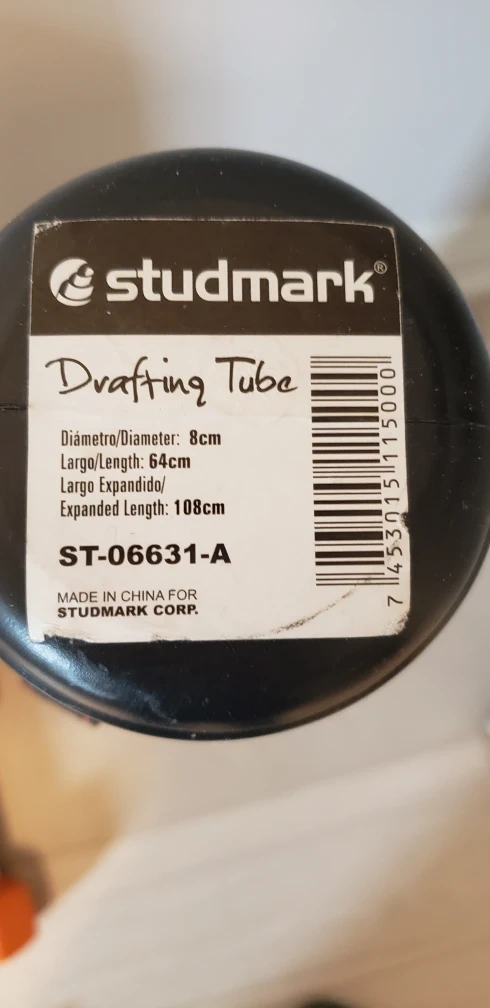 studmark®
Drafting Tube
Diámetro/Diameter: 8cm
Largo/Length: 64cm
Largo Expandido/
Expanded Length: 108cm
ST-06631-A
MADE IN CHINA FOR
STUDMARK CORP.
7 453015 115000